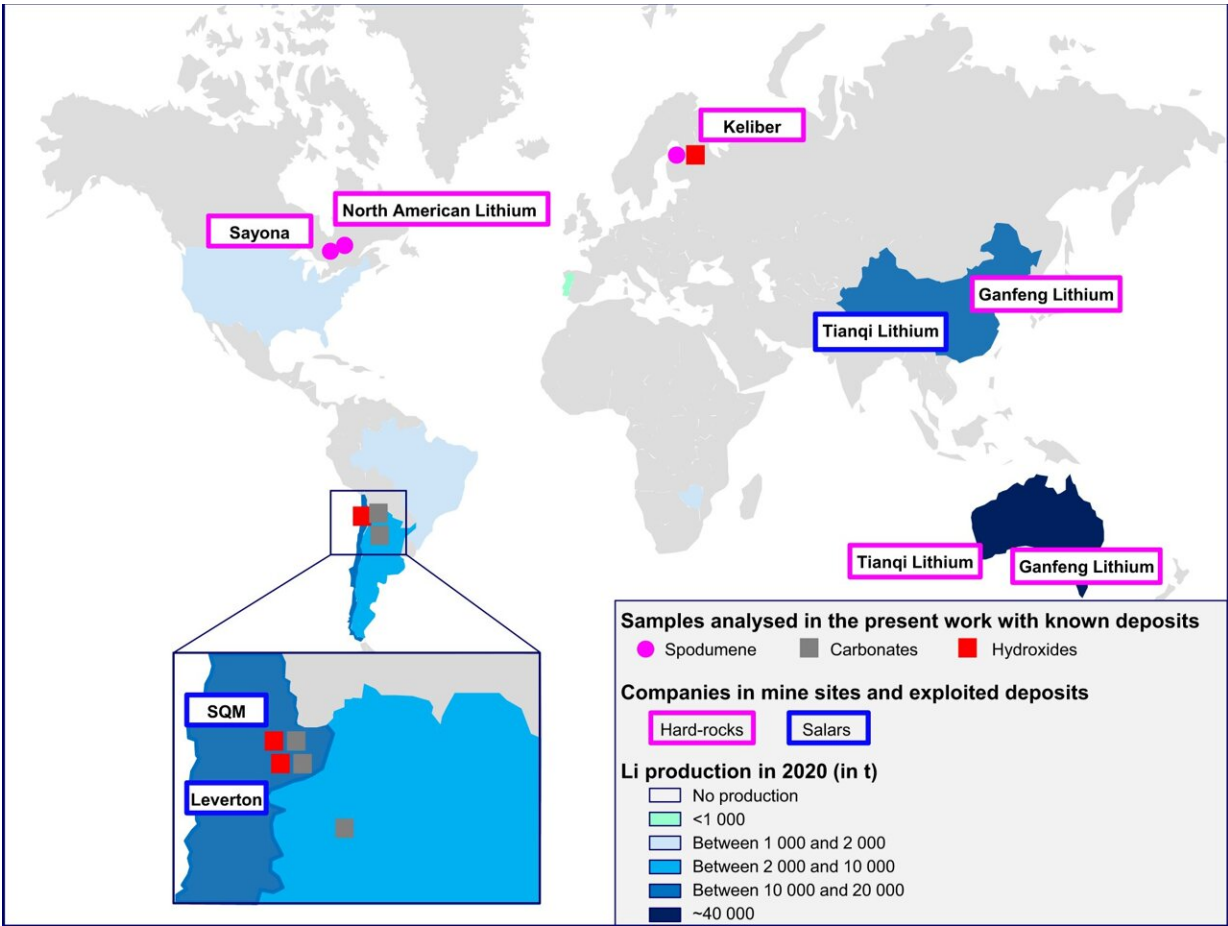 Keliber
North American Lithium
Sayona
Ganfeng Lithium
Tianqi Lithium
Tianqi Lithium
Ganfeng Lithium
SQM
Leverton
Samples analysed in the present work with known deposits
Spodumene Carbonates Hydroxides
Companies in mine sites and exploited deposits
Hard-rocks Salars
Li production in 2020 (in t)
No production
<1 000
Between 1 000 and 2 000
Between 2 000 and 10 000
Between 10 000 and 20 000
~40 000